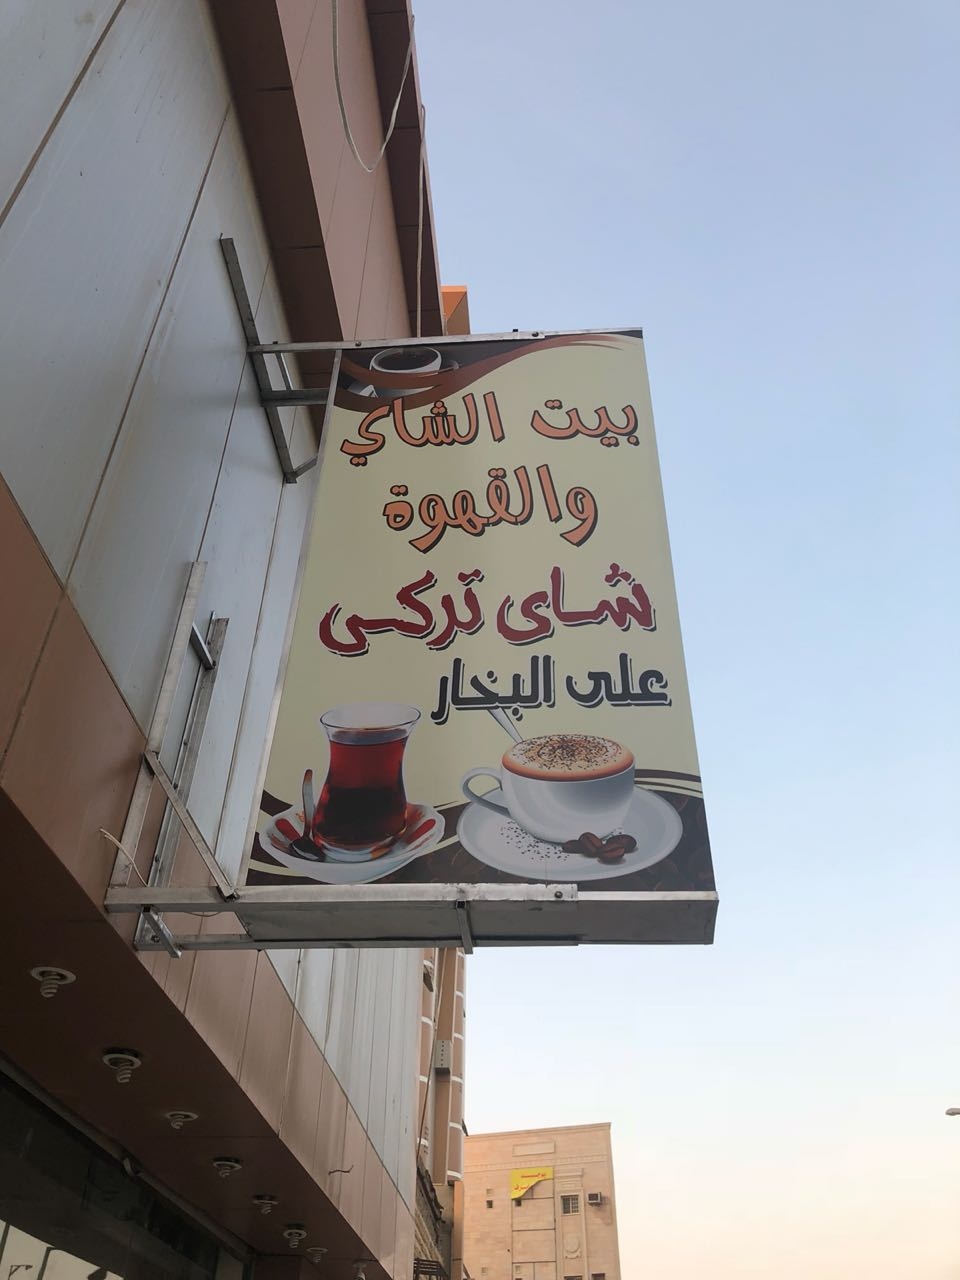 بيت الشاي
والقهوة
شاى تركى
على البخار